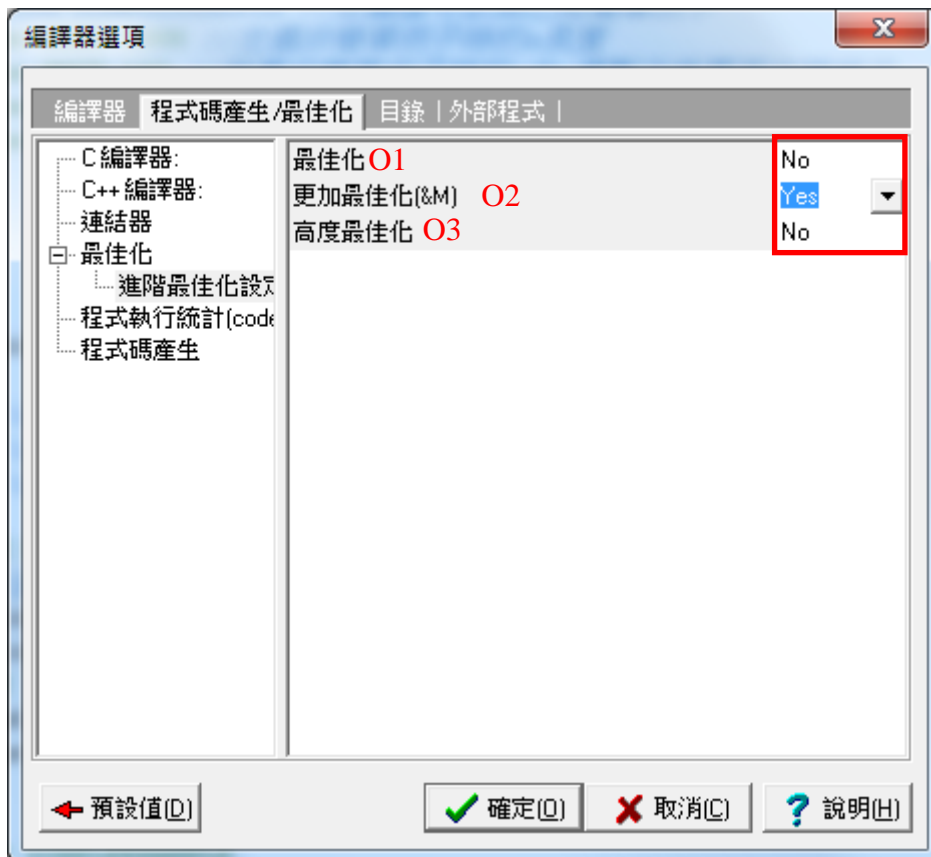 編譯器選項
編譯器 程式碼產生/最佳化 目錄 外部程式
C 編譯器:
C++ 編譯器:
連結器
最佳化
進階最佳化設定
程式執行統計(code
程式碼產生
最佳化 O1 No
更加最佳化(&M) O2 Yes
高度最佳化 O3 No
預設值(D) 確定(O) 取消(C) 說明(H)